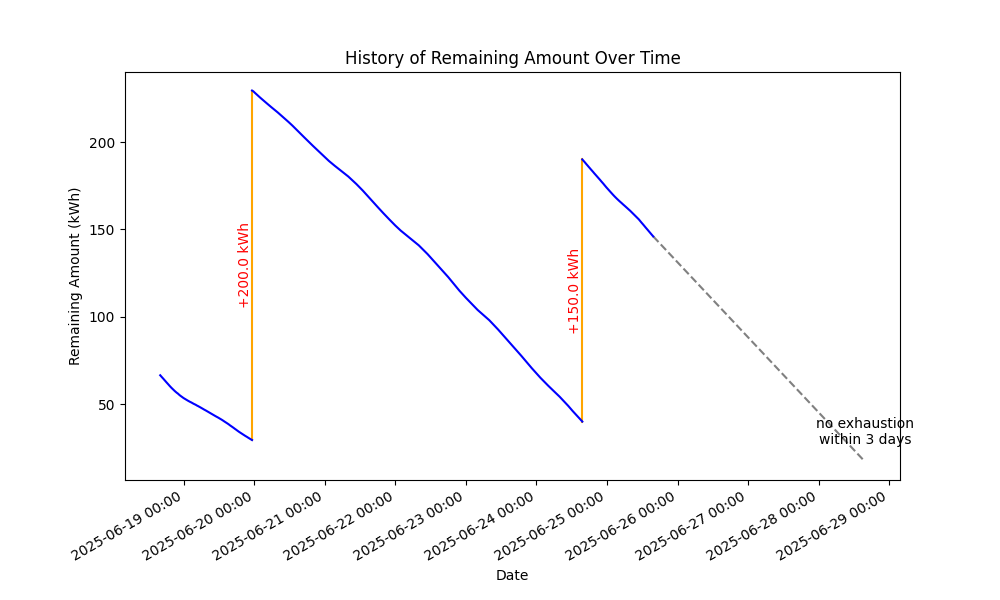 History of Remaining Amount Over Time
Remaining Amount (kWh)
200
150
100
50
+200.0 kWh
+150.0 kWh
no exhaustion
within 3 days
2025-06-19 00:00
2025-06-20 00:00
2025-06-21 00:00
2025-06-22 00:00
2025-06-23 00:00
2025-06-24 00:00
2025-06-25 00:00
2025-06-26 00:00
2025-06-27 00:00
2025-06-28 00:00
2025-06-29 00:00
Date